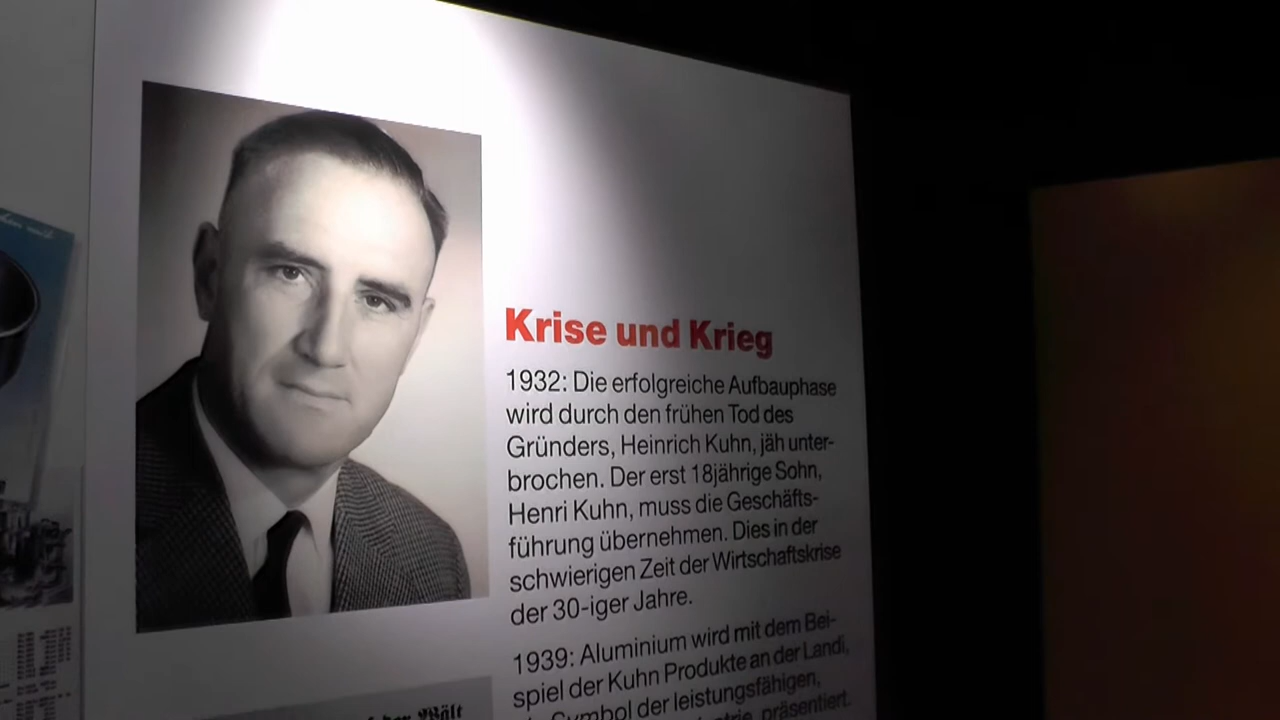 Krise und Krieg
1932: Die erfolgreiche Aufbauphase
wird durch den frühen Tod des
Gründers, Heinrich Kuhn, jäh unter-
brochen. Der erst 18jährige Sohn,
Henri Kuhn, muss die Geschäfts-
führung übernehmen. Dies in der
schwierigen Zeit der Wirtschaftskrise
der 30-iger Jahre.
1939: Aluminium wird mit dem Bei-
spiel der Kuhn Produkte an der Landi,
Symbol der leistungsfähigen,
präsentiert.
Wält